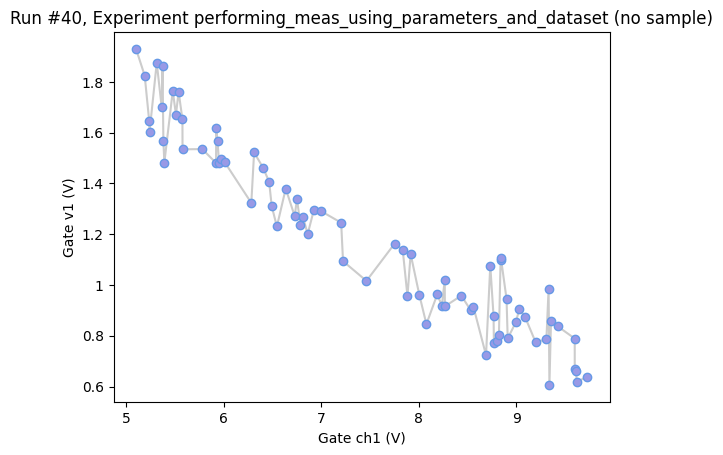 Run #40, Experiment performing_meas_using_parameters_and_dataset (no sample)
1.8
1.6
1.4
1.2
1
0.8
0.6
Gate v1 (V)
5 6 7 8 9
Gate ch1 (V)